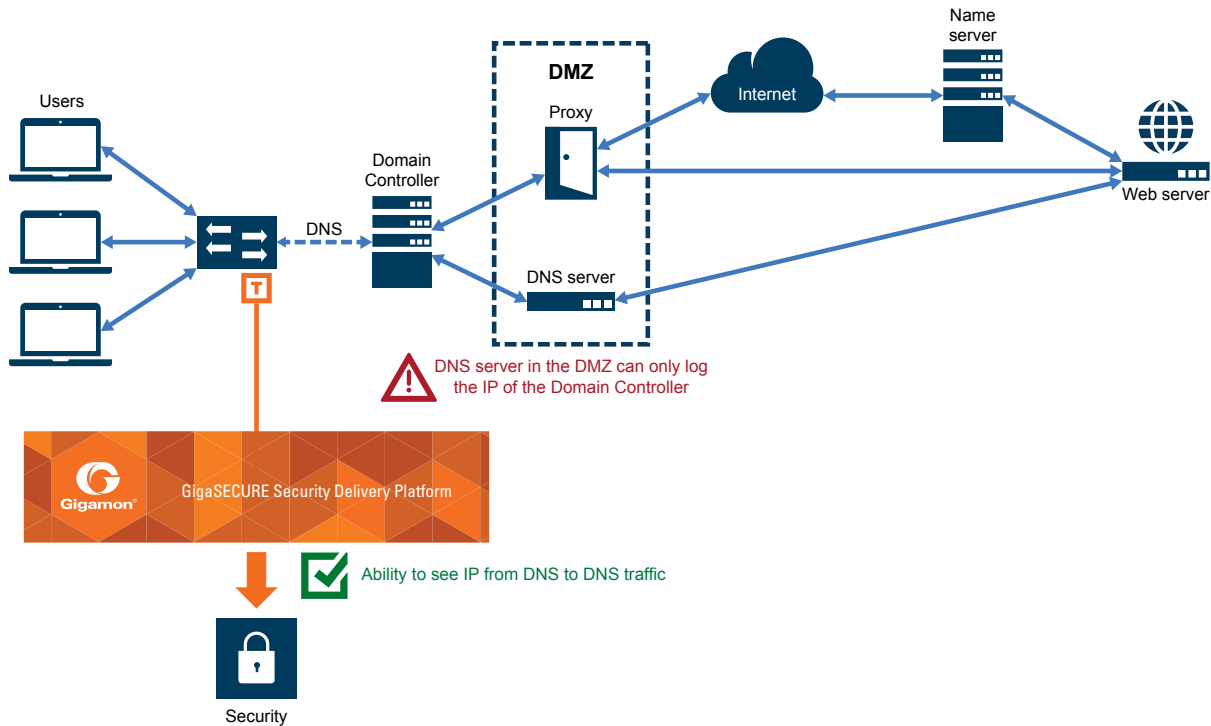 Name
server
DMZ
Internet
Users
Proxy
Domain
Controller
Web server
DNS
DNS server
T
DNS server in the DMZ can only log
the IP of the Domain Controller
Gigamon®
GigaSECURE Security Delivery Platform
Ability to see IP from DNS to DNS traffic
Security